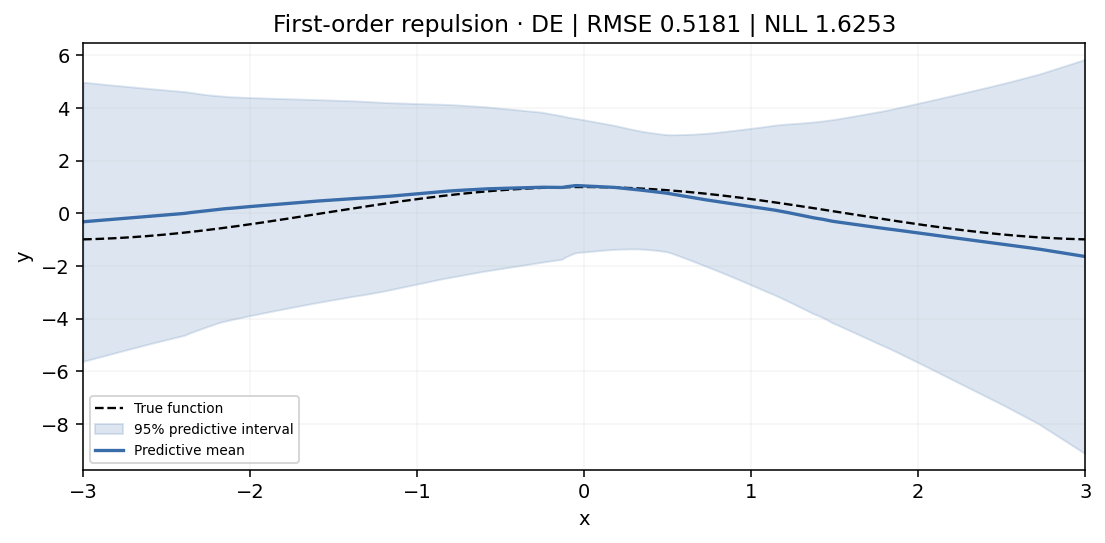 First-order repulsion · DE | RMSE 0.5181 | NLL 1.6253
6
4
2
0
−2
−4
−6
−8
y
True function
95% predictive interval
Predictive mean
−3
−2
−1
0
1
2
3
x